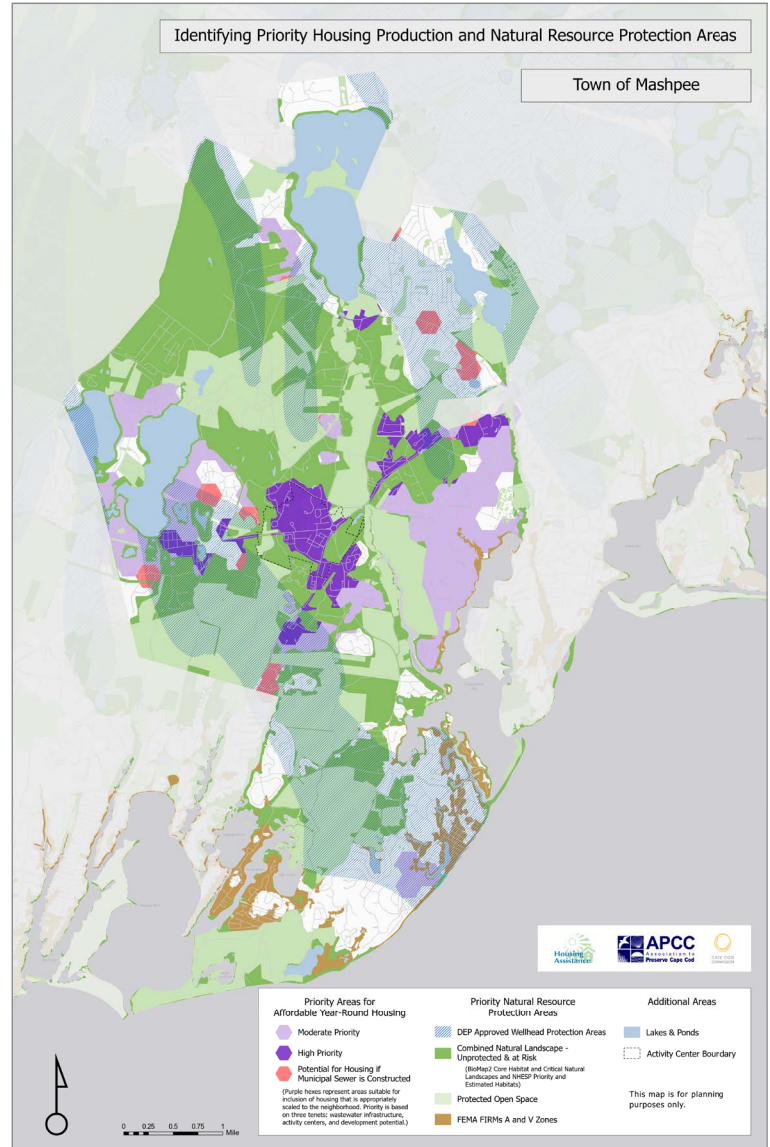 Identifying Priority Housing Production and Natural Resource Protection Areas
Town of Mashpee
Housing
Assistance
APCC
Association to
Preserve Cape Cod
CAPE COD
COMMISSION
Priority Areas for
Affordable Year-Round Housing
Moderate Priority
High Priority
Potential for Housing if
Municipal Sewer is Constructed
(Purple hexes represent areas suitable for
inclusion of housing that is appropriately
scaled to the neighborhood. Priority is based
on three tenets: wastewater infrastructure,
activity centers, and development potential.)
Priority Natural Resource
Protection Areas
DEP Approved Wellhead Protection Areas
Combined Natural Landscape -
Unprotected & at Risk
(BioMap2 Core Habitat and Critical Natural
Landscapes and NHESP Priority and
Estimated Habitats)
Protected Open Space
FEMA FIRMs A and V Zones
Additional Areas
Lakes & Ponds
Activity Center Boundary
This map is for planning
purposes only.
0 0.25 0.5 0.75 1
Mile